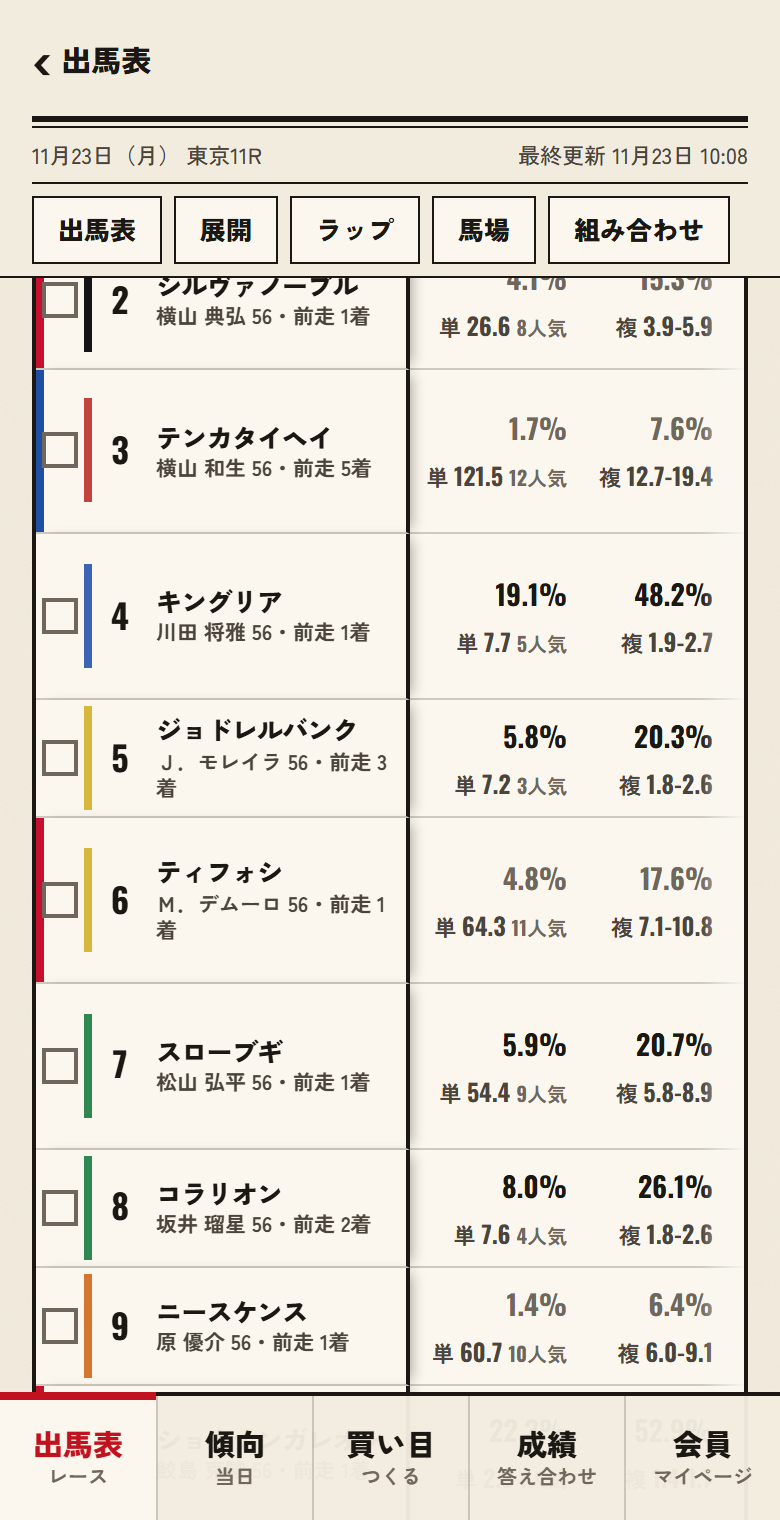 出馬表
11月23日（月） 東京11R
最終更新 11月23日 10:08
出馬表 展開 ラップ 馬場 組み合わせ
2 シルヴァノーブル 4.1% 15.3%
横山 典弘 56・前走 1着 単 26.6 8人気 複 3.9-5.9
3 テンカタイヘイ 1.7% 7.6%
横山 和生 56・前走 5着 単 121.5 12人気 複 12.7-19.4
4 キングリア 19.1% 48.2%
川田 将雅 56・前走 1着 単 7.7 5人気 複 1.9-2.7
5 ジョドレルバンク 5.8% 20.3%
Ｊ．モレイラ 56・前走 3
着
単 7.2 3人気 複 1.8-2.6
6 ティフォシ 4.8% 17.6%
Ｍ．デムーロ 56・前走 1
着
単 64.3 11人気 複 7.1-10.8
7 スローブギ 5.9% 20.7%
松山 弘平 56・前走 1着 単 54.4 9人気 複 5.8-8.9
8 コラリオン 8.0% 26.1%
坂井 瑠星 56・前走 2着 単 7.6 4人気 複 1.8-2.6
9 ニースケンス 1.4% 6.4%
原 優介 56・前走 1着 単 60.7 10人気 複 6.0-9.1
出馬表 傾向 買い目 成績 会員
レース 当日 つくる 答え合わせ マイページ